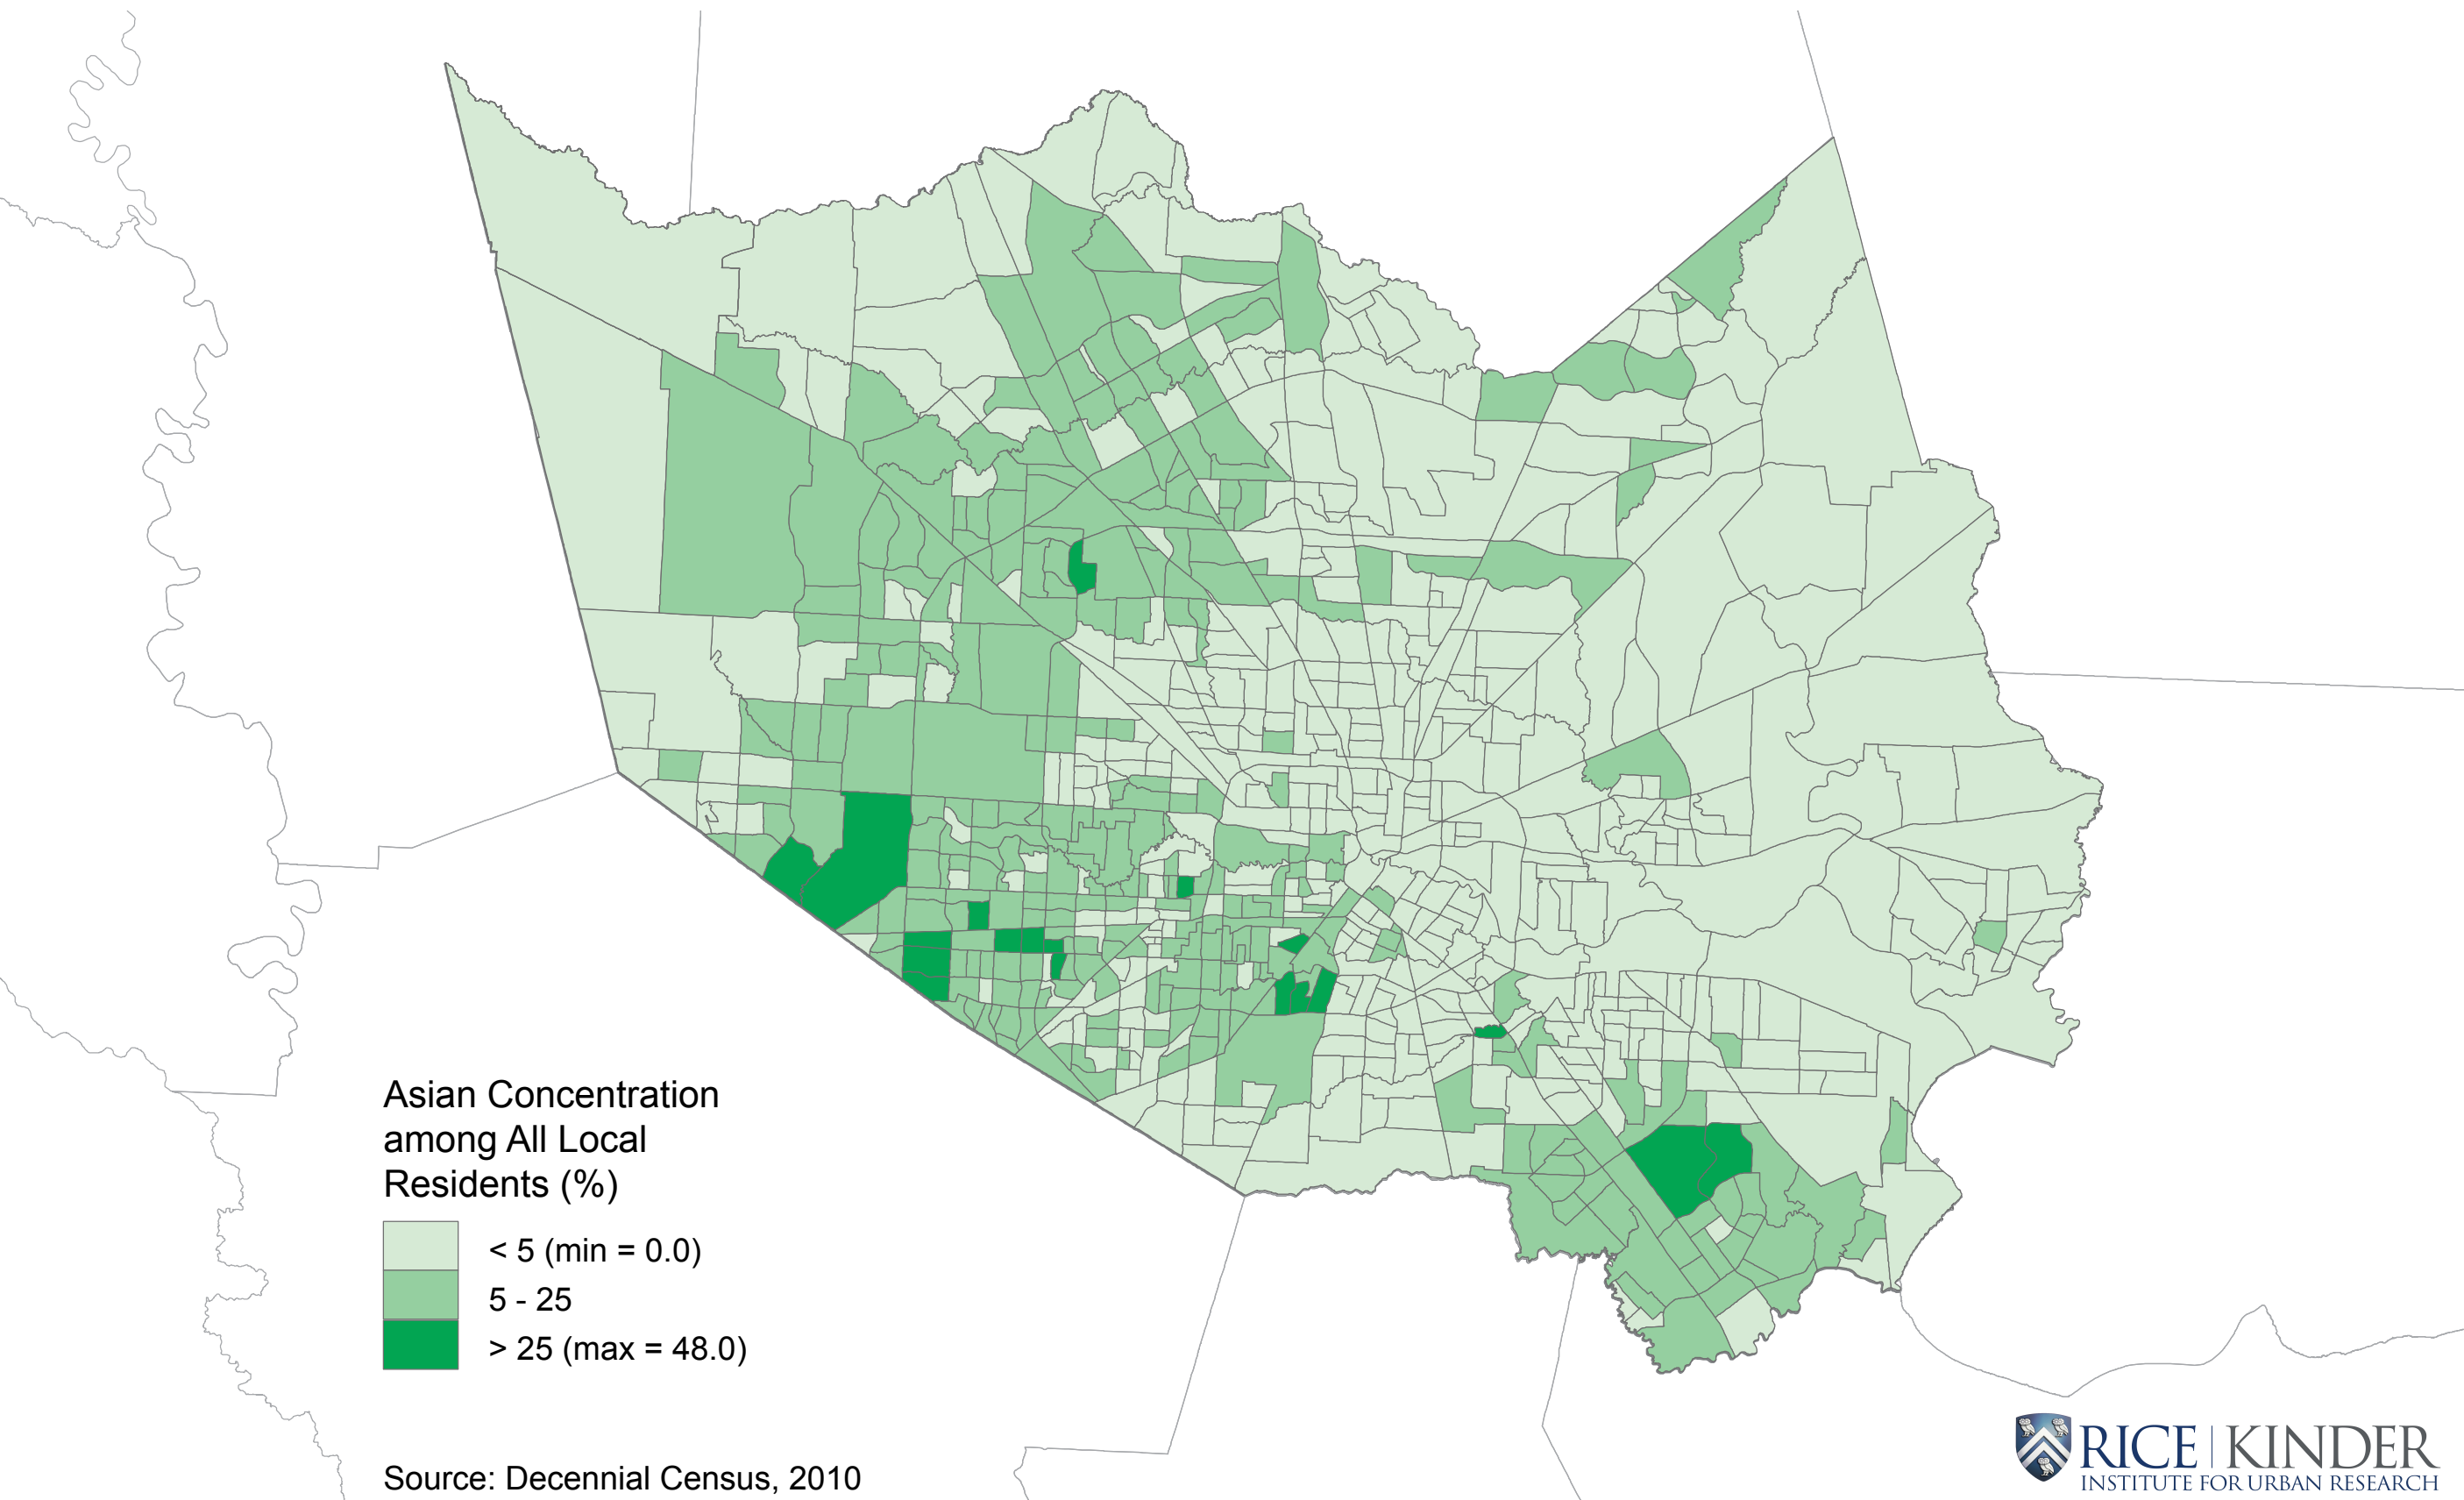 Asian Concentration
among All Local
Residents (%)
< 5 (min = 0.0)
5 - 25
> 25 (max = 48.0)
Source: Decennial Census, 2010
RICE | KINDER
INSTITUTE FOR URBAN RESEARCH